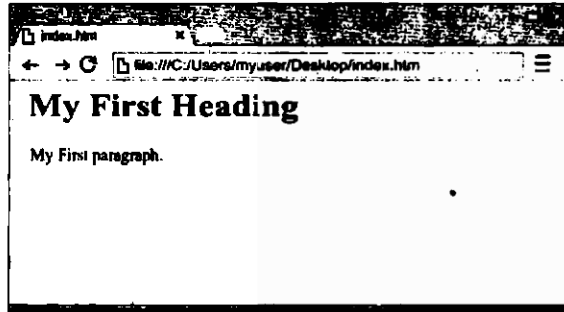 index.htm
file:///C:/Users/myuser/Desktop/index.htm
My First Heading
My First paragraph.